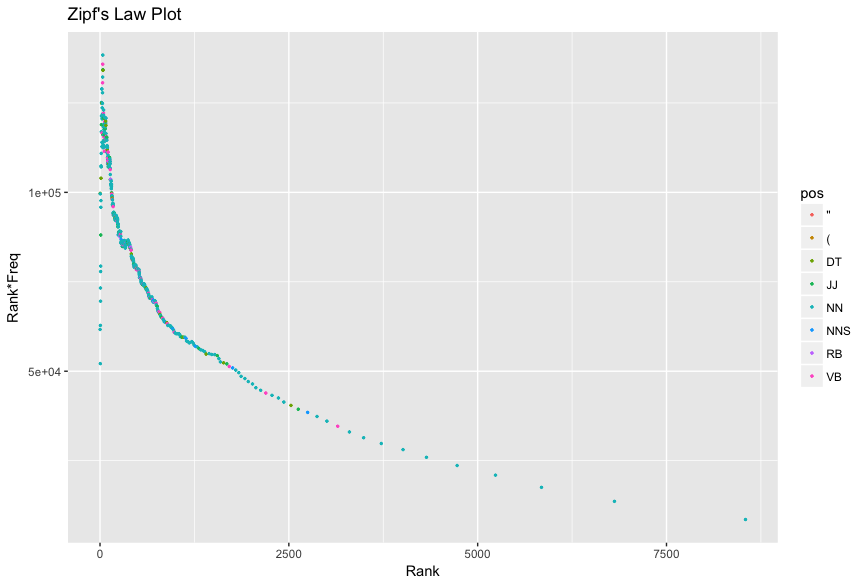 Zipf's Law Plot
Rank*Freq
1e+05
5e+04
0
2500
5000
7500
Rank
pos
"
(
DT
JJ
NN
NNS
RB
VB